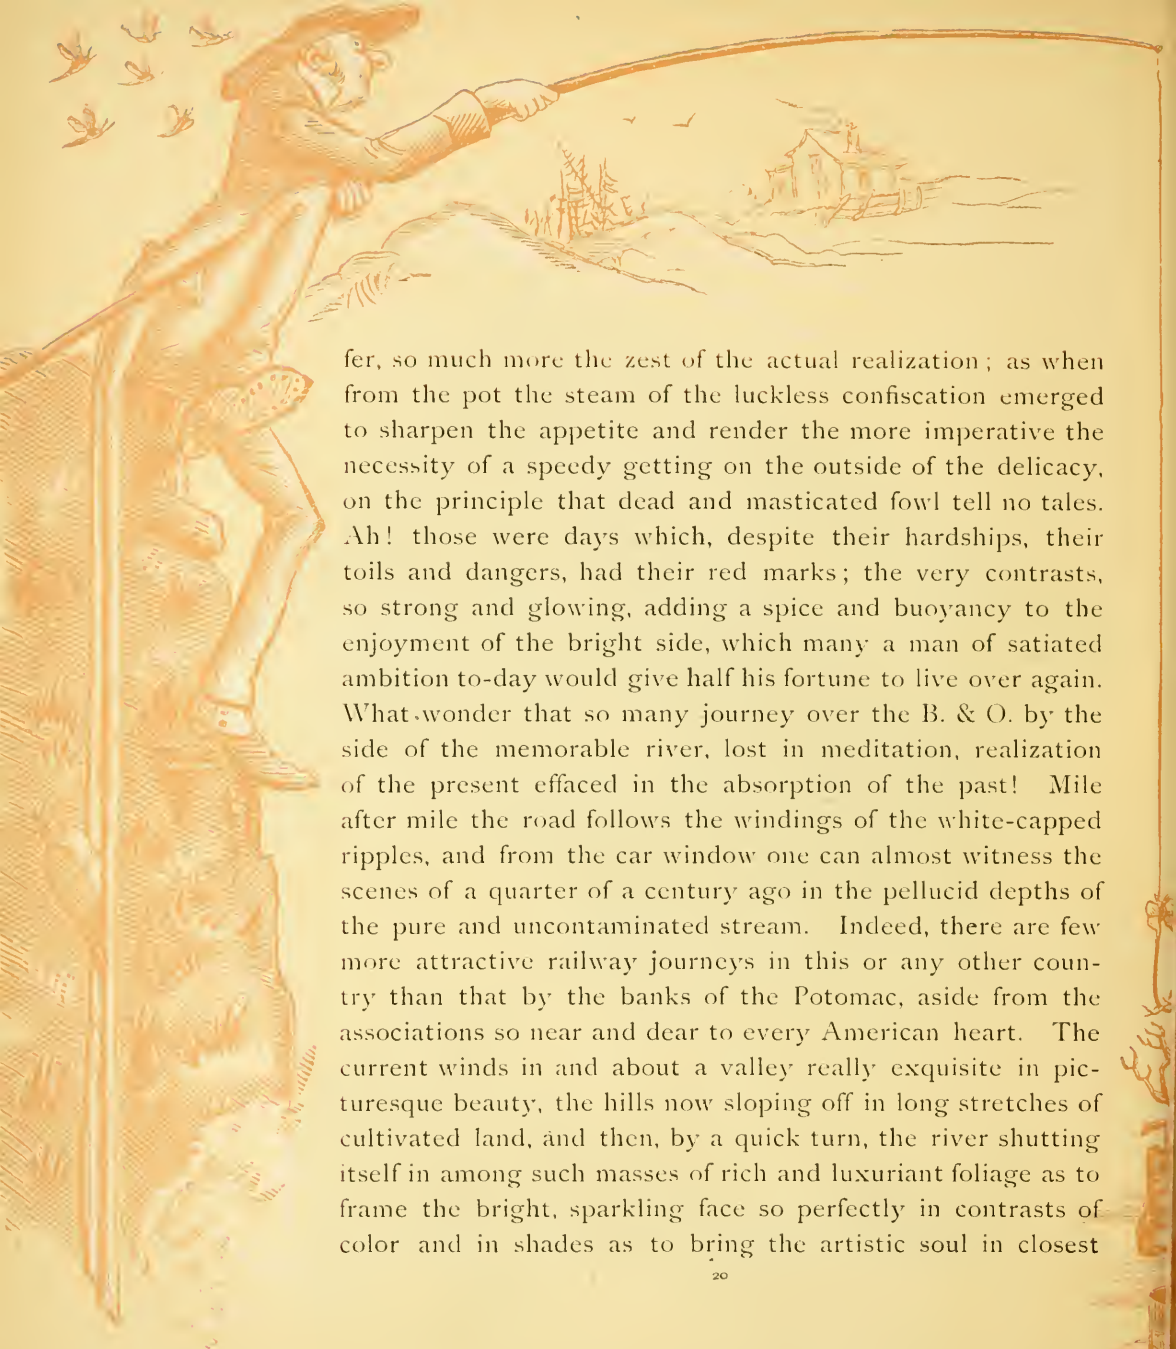 fer, so much more the zest of the actual realization; as when
from the pot the steam of the luckless confiscation emerged
to sharpen the appetite and render the more imperative the
necessity of a speedy getting on the outside of the delicacy,
on the principle that dead and masticated fowl tell no tales.
Ah! those were days which, despite their hardships, their
toils and dangers, had their red marks; the very contrasts,
so strong and glowing, adding a spice and buoyancy to the
enjoyment of the bright side, which many a man of satiated
ambition to-day would give half his fortune to live over again.
What wonder that so many journey over the B. & O. by the
side of the memorable river, lost in meditation, realization
of the present effaced in the absorption of the past! Mile
after mile the road follows the windings of the white-capped
ripples, and from the car window one can almost witness the
scenes of a quarter of a century ago in the pellucid depths of
the pure and uncontaminated stream. Indeed, there are few
more attractive railway journeys in this or any other coun-
try than that by the banks of the Potomac, aside from the
associations so near and dear to every American heart. The
current winds in and about a valley really exquisite in pic-
turesque beauty, the hills now sloping off in long stretches of
cultivated land, and then, by a quick turn, the river shutting
itself in among such masses of rich and luxuriant foliage as to
frame the bright, sparkling face so perfectly in contrasts of
color and in shades as to bring the artistic soul in closest
20